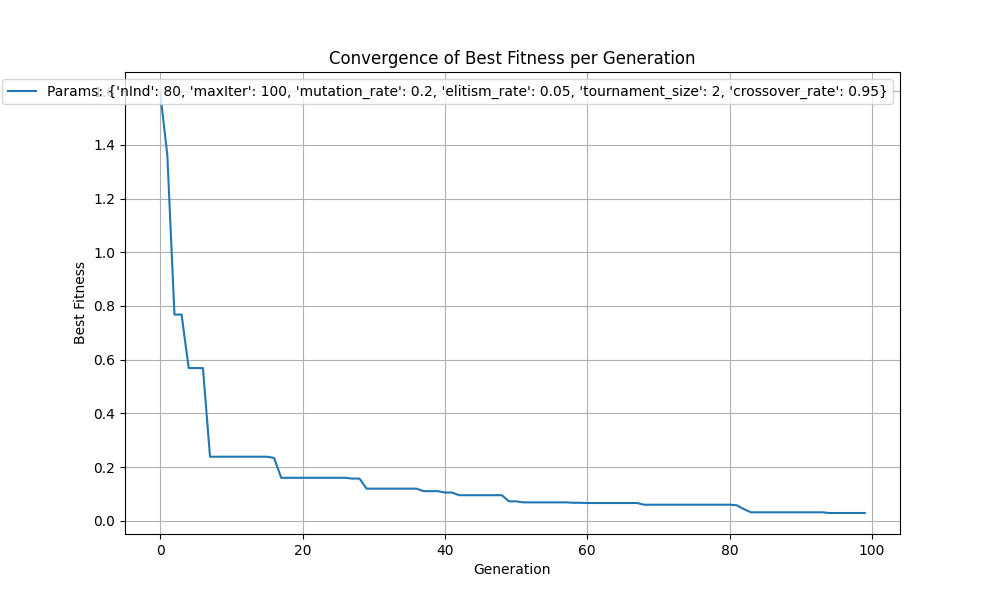 Convergence of Best Fitness per Generation
Params: {'nInd': 80, 'maxIter': 100, 'mutation_rate': 0.2, 'elitism_rate': 0.05, 'tournament_size': 2, 'crossover_rate': 0.95}
1.4
1.2
1.0
0.8
0.6
0.4
0.2
0.0
Best Fitness
0 20 40 60 80 100
Generation